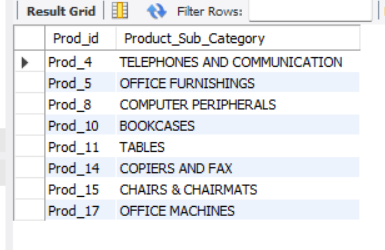 Result Grid Filter Rows:
Prod_id Product_Sub_Category
Prod_4 TELEPHONES AND COMMUNICATION
Prod_5 OFFICE FURNISHINGS
Prod_8 COMPUTER PERIPHERALS
Prod_10 BOOKCASES
Prod_11 TABLES
Prod_14 COPIERS AND FAX
Prod_15 CHAIRS & CHAIRMATS
Prod_17 OFFICE MACHINES